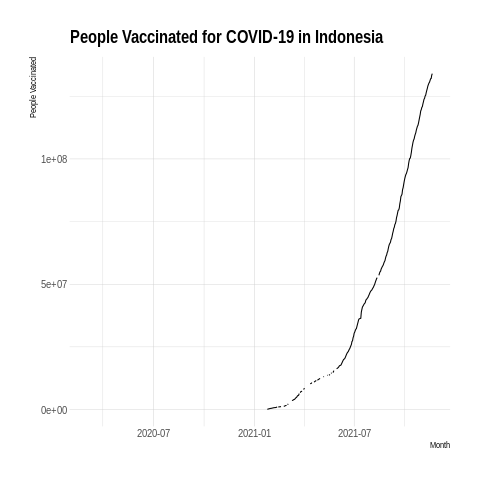 People Vaccinated for COVID-19 in Indonesia
People Vaccinated
1e+08
5e+07
0e+00
2020-07
2021-01
2021-07
Month